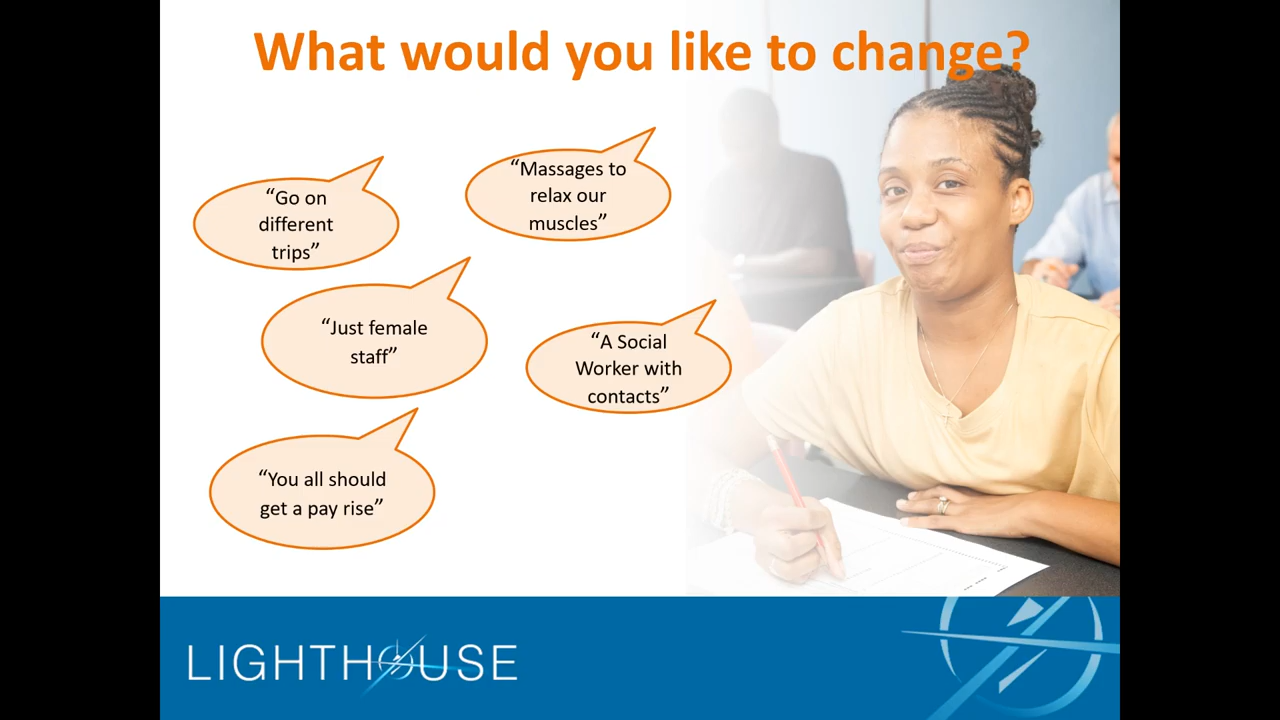 What would you like to change?
“Go on
different
trips”
“Massages to
relax our
muscles”
“Just female
staff”
“A Social
Worker with
contacts”
“You all should
get a pay rise”
LIGHTHOUSE